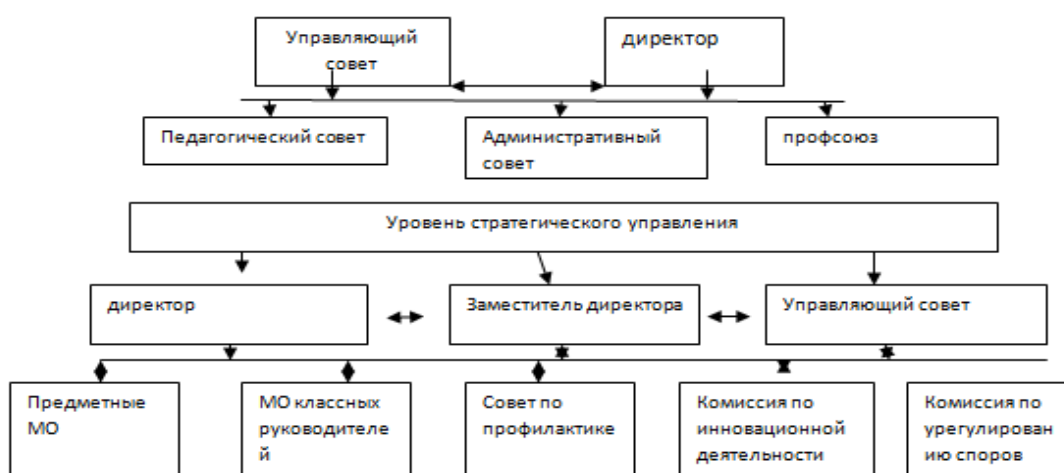 Управляющий
совет
директор
Педагогический совет
Административный
совет
профсоюз
Уровень стратегического управления
директор
Заместитель директора
Управляющий совет
Предметные
МО
МО классных
руководителе
й
Совет по
профилактике
Комиссия по
инновационной
деятельности
Комиссия по
урегулирован
ию споров